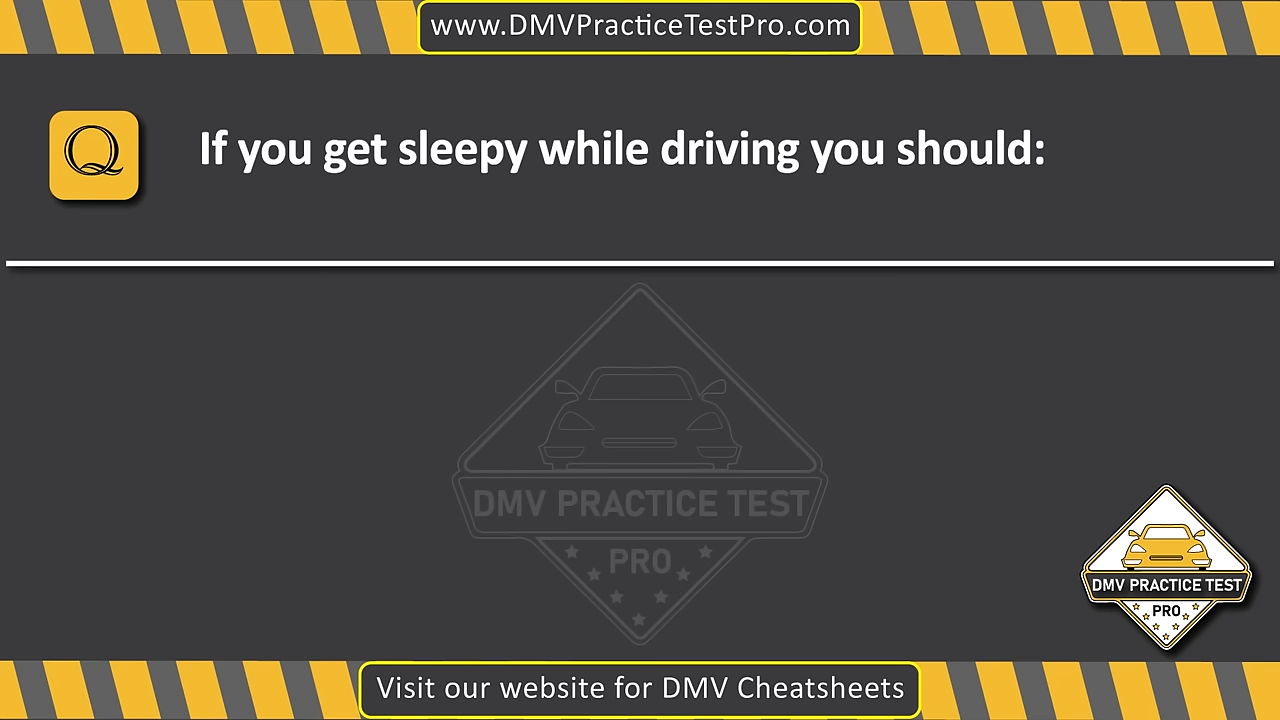 www.DMVPracticeTestPro.com
Q
If you get sleepy while driving you should:
DMV PRACTICE TEST
PRO
DMV PRACTICE TEST
PRO
Visit our website for DMV Cheatsheets